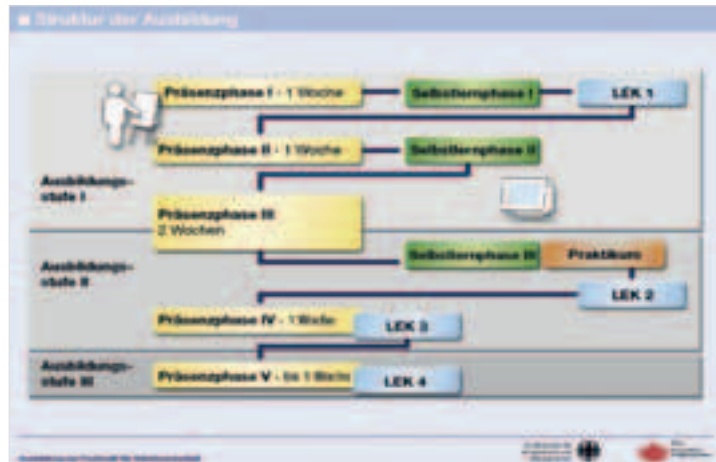 Struktur der Ausbildung
Präsenzphase I - 1 Woche
Selbstlernphase I
LEK 1
Präsenzphase II - 1 Woche
Selbstlernphase II
Ausbildungs-
stufe I
Präsenzphase III
2 Wochen
Selbstlernphase III
Praktikum
Ausbildungs-
stufe II
LEK 2
Präsenzphase IV - 1 Woche
LEK 3
Ausbildungs-
stufe III
Präsenzphase V - bis 1 Woche
LEK 4